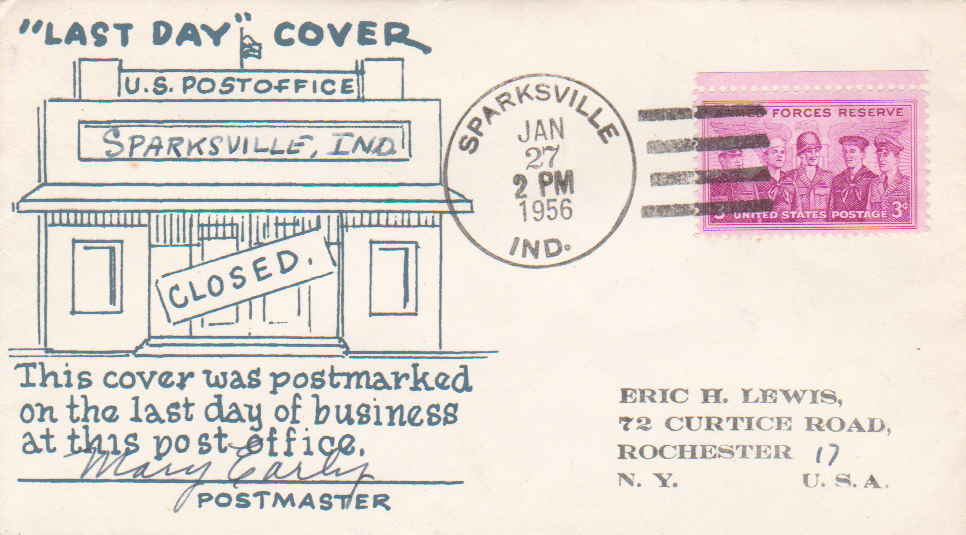 "LAST DAY" COVER
U.S. POSTOFFICE
SPARKSVILLE, IND.
CLOSED.
This cover was postmarked
on the last day of business
at this post office.
Mary Early
POSTMASTER
SPARKSVILLE
JAN
27
2 PM
1956
IND.
FORCES RESERVE
3c UNITED STATES POSTAGE 3c
ERIC H. LEWIS,
72 CURTICE ROAD,
ROCHESTER 17
N. Y. U. S. A.